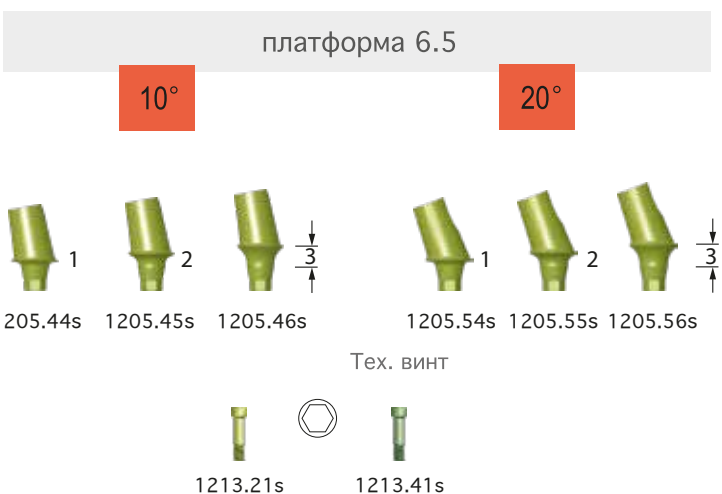 платформа 6.5
10° 20°
1 2 3 1 2 3
205.44s 1205.45s 1205.46s 1205.54s 1205.55s 1205.56s
Тех. винт
1213.21s 1213.41s